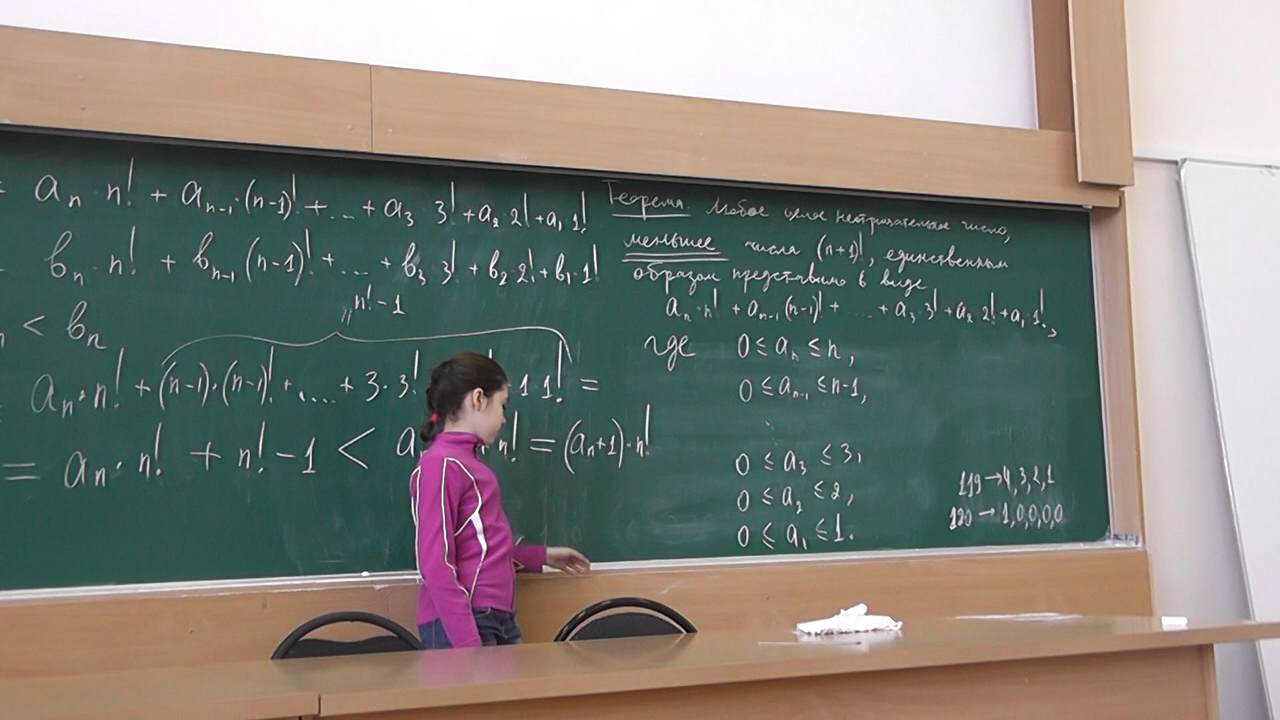 = aₙ · n! + aₙ₋₁ · (n-1)! + ... + a₃ · 3! + a₂ · 2! + a₁ · 1!
= bₙ · n! + bₙ₋₁ · (n-1)! + ... + b₃ · 3! + b₂ · 2! + b₁ · 1!
n!-1
ₙ < bₙ
aₙ · n! + (n-1) · (n-1)! + ... + 3 · 3! 1 · 1! =
= aₙ · n! + n! - 1 < a n! = (aₙ+1) · n!
Теорема. Любое целое неотрицательное число,
меньшее числа (n+1)!, единственным
образом представимо в виде
aₙ · n! + aₙ₋₁ · (n-1)! + .... + a₃ · 3! + a₂ · 2! + a₁ · 1!,
где 0 ≤ aₙ ≤ n,
0 ≤ aₙ₋₁ ≤ n-1,
0 ≤ a₃ ≤ 3,
0 ≤ a₂ ≤ 2,
0 ≤ a₁ ≤ 1.
119 → 4,3,2,1
120 → 1,0,0,0,0